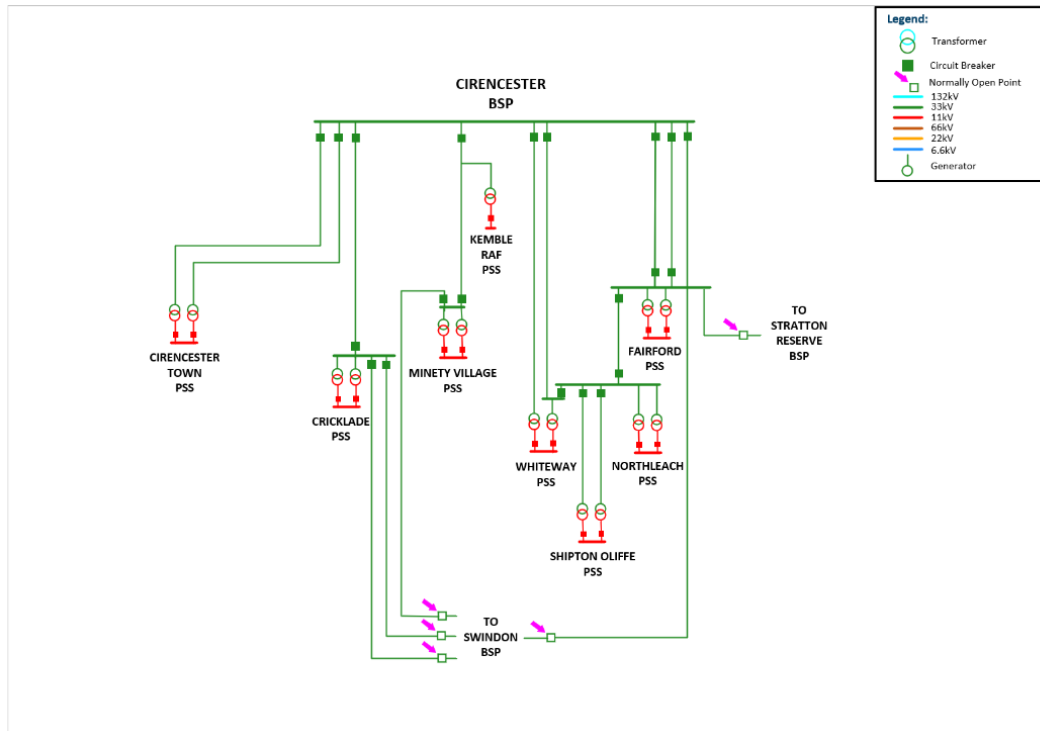 Legend:
Transformer
Circuit Breaker
Normally Open Point
132kV
33kV
11kV
66kV
22kV
6.6kV
Generator
CIRENCESTER
BSP
KEMBLE
RAF
PSS
CIRENCESTER
TOWN
PSS
MINETY VILLAGE
PSS
FAIRFORD
PSS
TO
STRATTON
RESERVE
BSP
CRICKLADE
PSS
WHITEWAY
PSS
NORTHLEACH
PSS
SHIPTON OLIFFE
PSS
TO
SWINDON
BSP